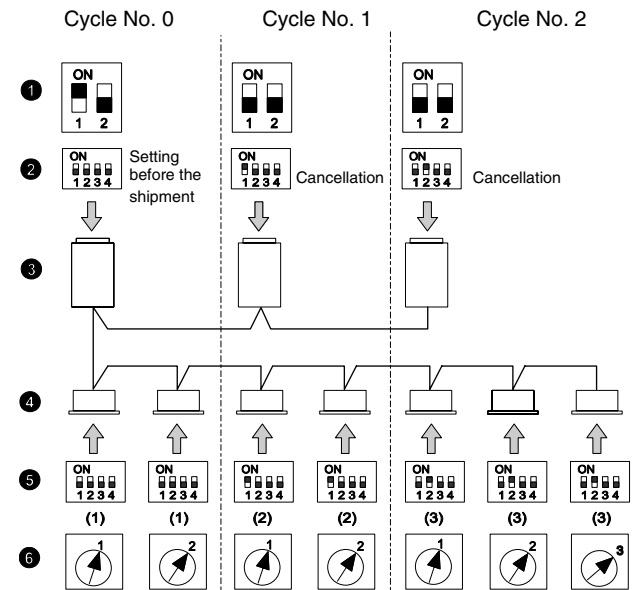 Cycle No. 0 Cycle No. 1 Cycle No. 2
1 ON ON ON
1 2 1 2 1 2
2 ON ON ON
1 2 3 4 1 2 3 4 1 2 3 4
Setting
before the
shipment
Cancellation Cancellation
3
4
5 ON ON ON ON ON ON ON
1 2 3 4 1 2 3 4 1 2 3 4 1 2 3 4 1 2 3 4 1 2 3 4 1 2 3 4
(1) (1) (2) (2) (3) (3) (3)
6 1 2 1 2 1 2 3